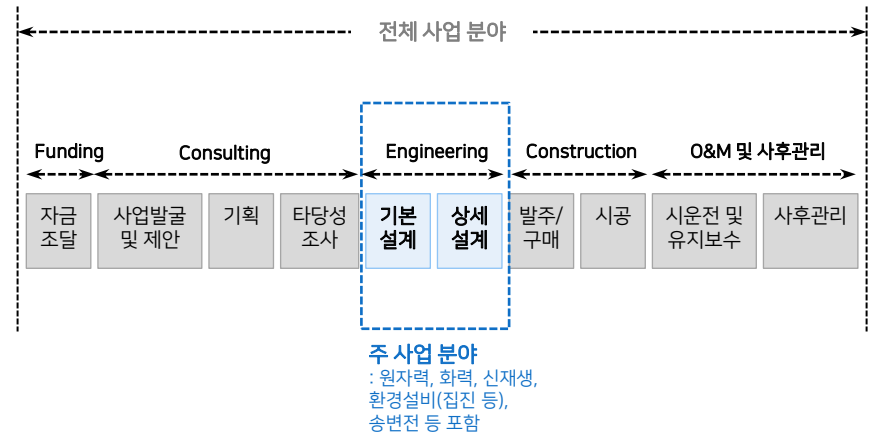 전체 사업 분야
Funding
Consulting
Engineering
Construction
O&M 및 사후관리
자금
조달
사업발굴
및 제안
기획
타당성
조사
기본
설계
상세
설계
발주/
구매
시공
시운전 및
유지보수
사후관리
주 사업 분야
: 원자력, 화력, 신재생,
환경설비(집진 등),
송변전 등 포함